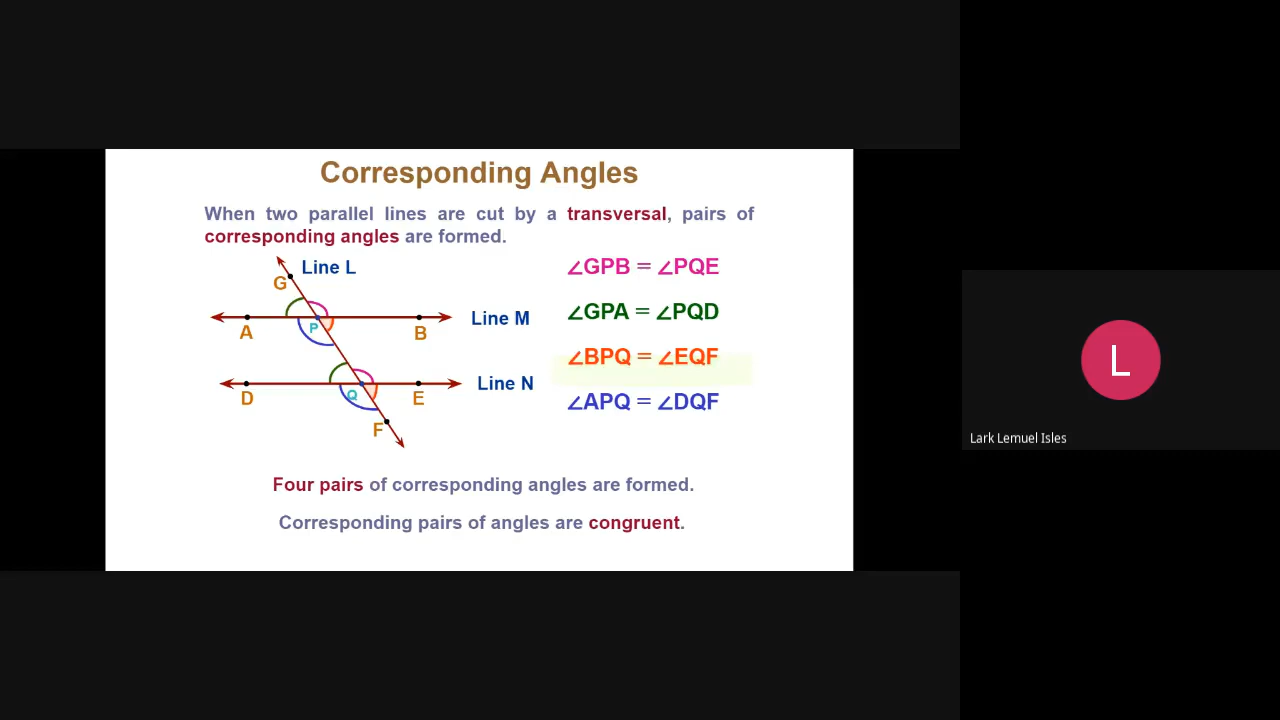 Corresponding Angles
When two parallel lines are cut by a transversal, pairs of
corresponding angles are formed.
Line L
G
∠GPB = ∠PQE
∠GPA = ∠PQD
A
P
B
Line M
∠BPQ = ∠EQF
D
Q
E
Line N
∠APQ = ∠DQF
F
Four pairs of corresponding angles are formed.
Corresponding pairs of angles are congruent.
L
Lark Lemuel Isles